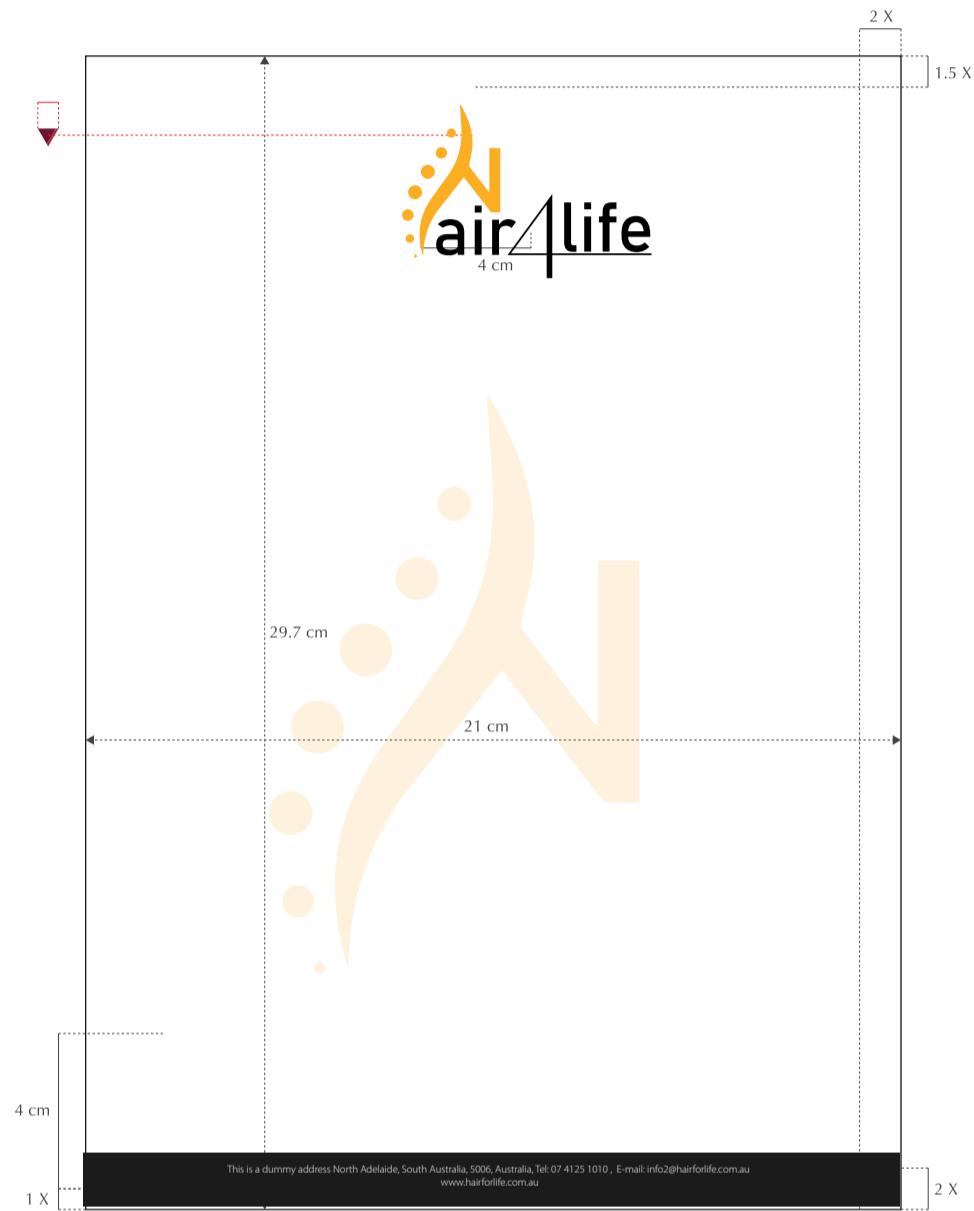 2 X
1.5 X
air4life
4 cm
29.7 cm
21 cm
4 cm
This is a dummy address North Adelaide, South Australia, 5006, Australia, Tel: 07 4125 1010 , E-mail: info2@hairforlife.com.au
www.hairforlife.com.au
1 X
2 X